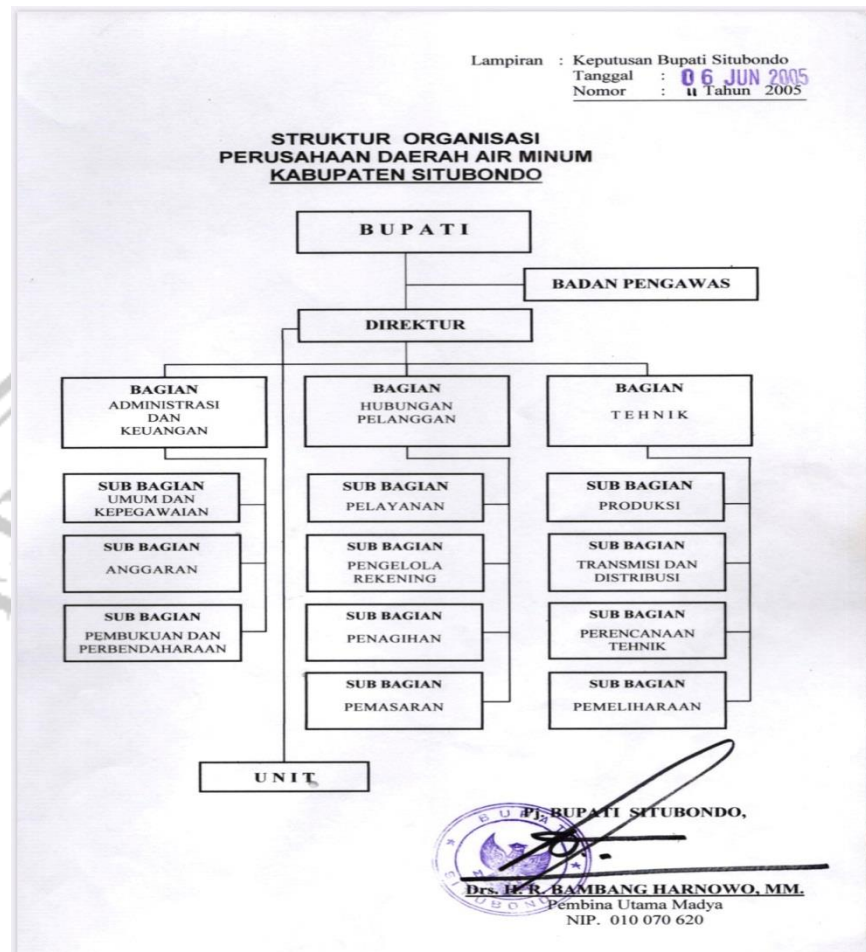 Lampiran : Keputusan Bupati Situbondo
Tanggal : 06 JUN 2005
Nomor : 11 Tahun 2005
STRUKTUR ORGANISASI
PERUSAHAAN DAERAH AIR MINUM
KABUPATEN SITUBONDO
BUPATI
BADAN PENGAWAS
DIREKTUR
BAGIAN
ADMINISTRASI
DAN
KEUANGAN
BAGIAN
HUBUNGAN
PELANGGAN
BAGIAN
TEHNIK
SUB BAGIAN
UMUM DAN
KEPEGAWAIAN
SUB BAGIAN
PELAYANAN
SUB BAGIAN
PRODUKSI
SUB BAGIAN
ANGGARAN
SUB BAGIAN
PENGELOLA
REKENING
SUB BAGIAN
TRANSMISI DAN
DISTRIBUSI
SUB BAGIAN
PEMBUKUAN DAN
PERBENDAHARAAN
SUB BAGIAN
PENAGIHAN
SUB BAGIAN
PERENCANAAN
TEHNIK
SUB BAGIAN
PEMASARAN
SUB BAGIAN
PEMELIHARAAN
UNIT
Pj. BUPATI SITUBONDO,
BUPATI
SITUBONDO
Drs. H. R. BAMBANG HARNOWO, MM.
Pembina Utama Madya
NIP. 010 070 620